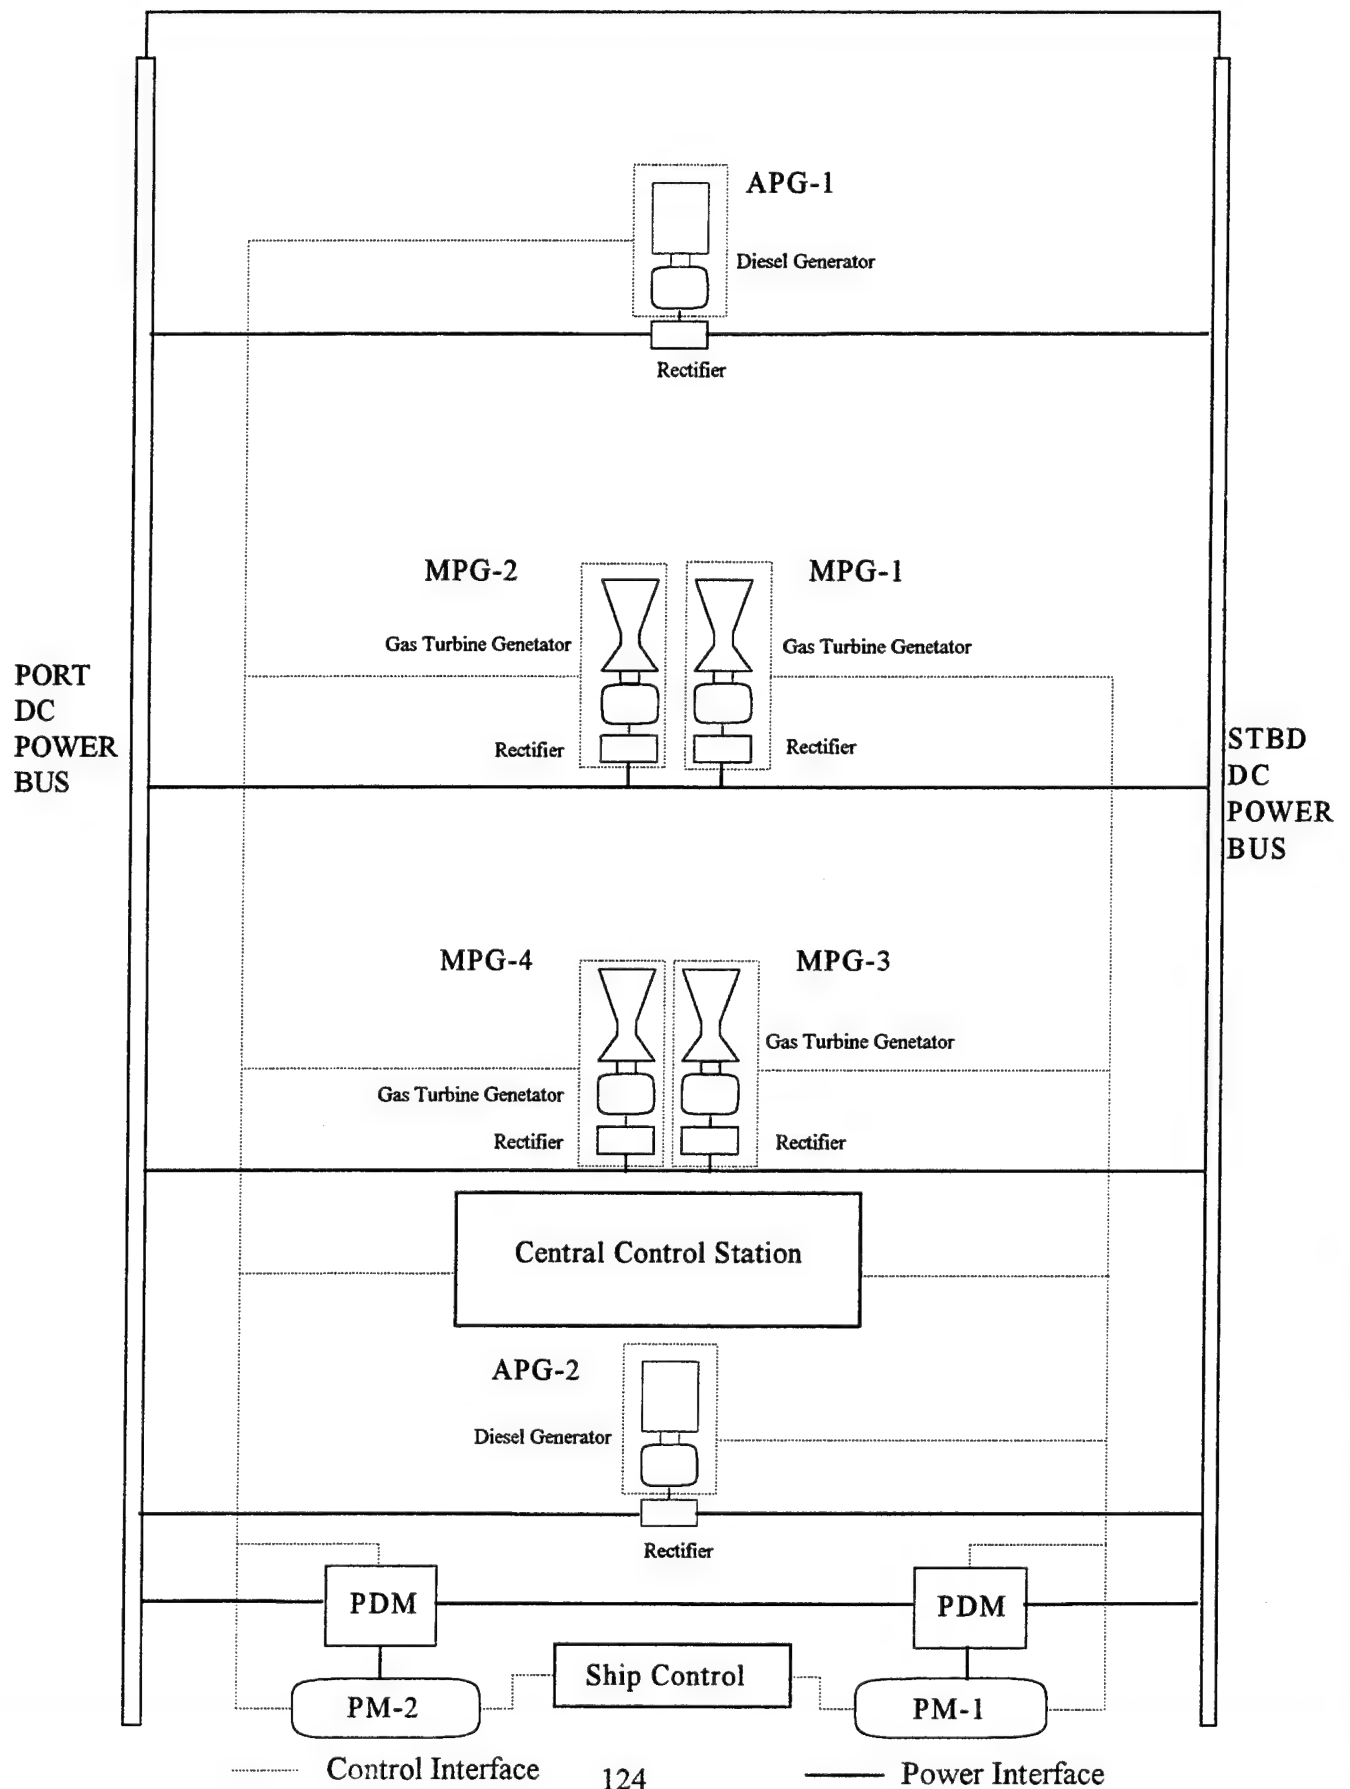 APG-1
Diesel Generator
Rectifier
MPG-2
MPG-1
Gas Turbine Genetator
Gas Turbine Genetator
Rectifier
Rectifier
PORT
DC
POWER
BUS
STBD
DC
POWER
BUS
MPG-4
MPG-3
Gas Turbine Genetator
Gas Turbine Genetator
Rectifier
Rectifier
Central Control Station
APG-2
Diesel Generator
Rectifier
PDM
PDM
Ship Control
PM-2
PM-1
Control Interface
124
Power Interface